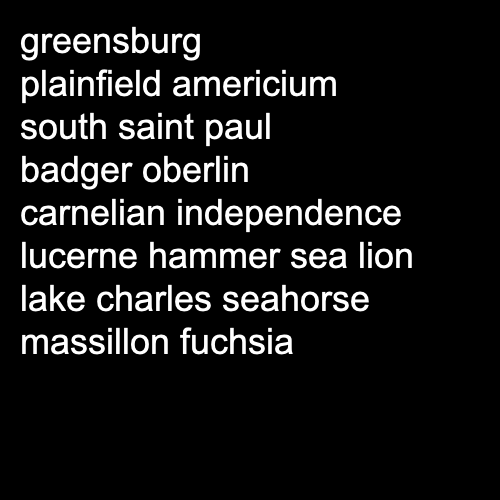 greensburg
plainfield americium
south saint paul
badger oberlin
carnelian independence
lucerne hammer sea lion
lake charles seahorse
massillon fuchsia